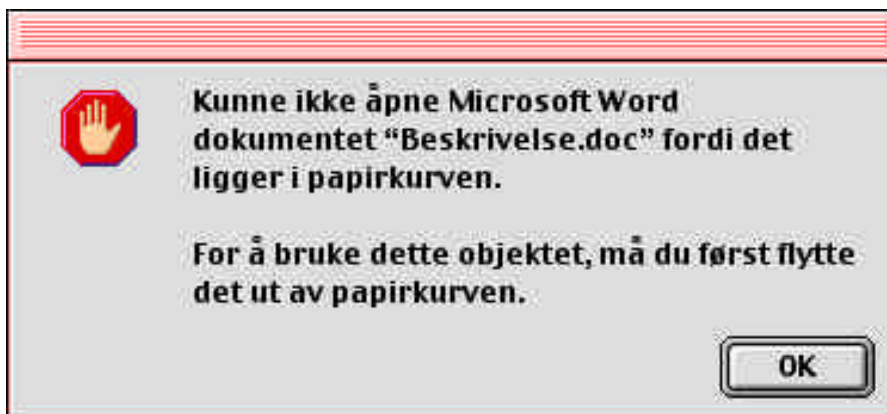 Kunne ikke åpne Microsoft Word
dokumentet “Beskrivelse.doc” fordi det
ligger i papirkurven.
For å bruke dette objektet, må du først flytte
det ut av papirkurven.
OK